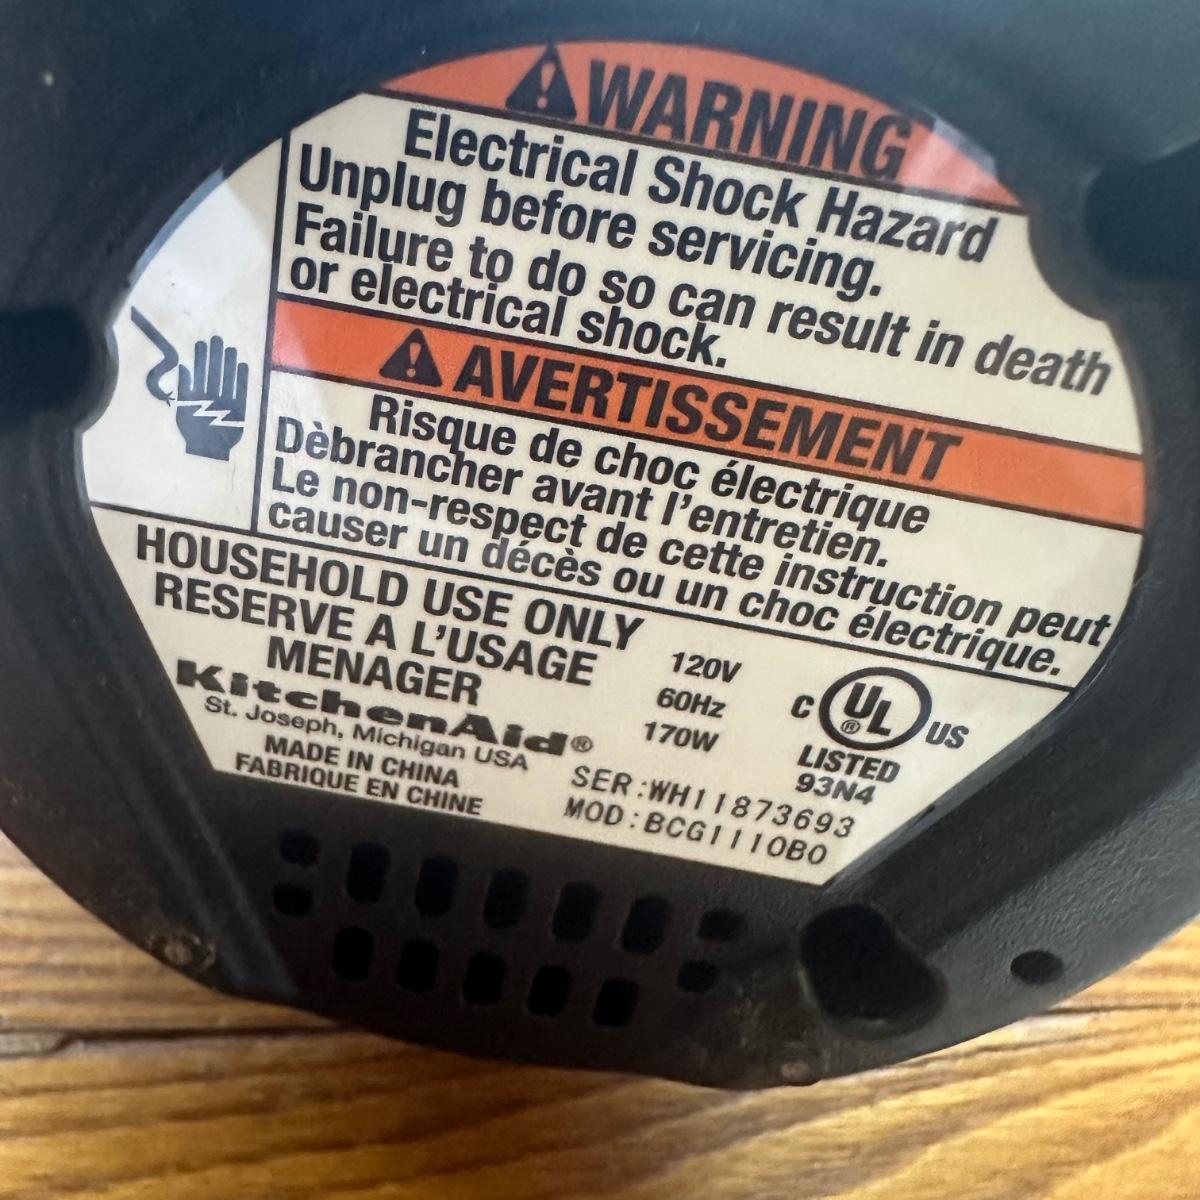 WARNING
Electrical Shock Hazard
Unplug before servicing.
Failure to do so can result in death
or electrical shock.
AVERTISSEMENT
Risque de choc électrique
Dèbrancher avant l'entretien.
Le non-respect de cette instruction peut
causer un décès ou un choc électrique.
HOUSEHOLD USE ONLY
RESERVE A L'USAGE
MENAGER
KitchenAid®
St. Joseph, Michigan USA
MADE IN CHINA
FABRIQUE EN CHINE
120V
60Hz
170W
C UL® US
LISTED
93N4
SER:WH11873693
MOD:BCG1110B0